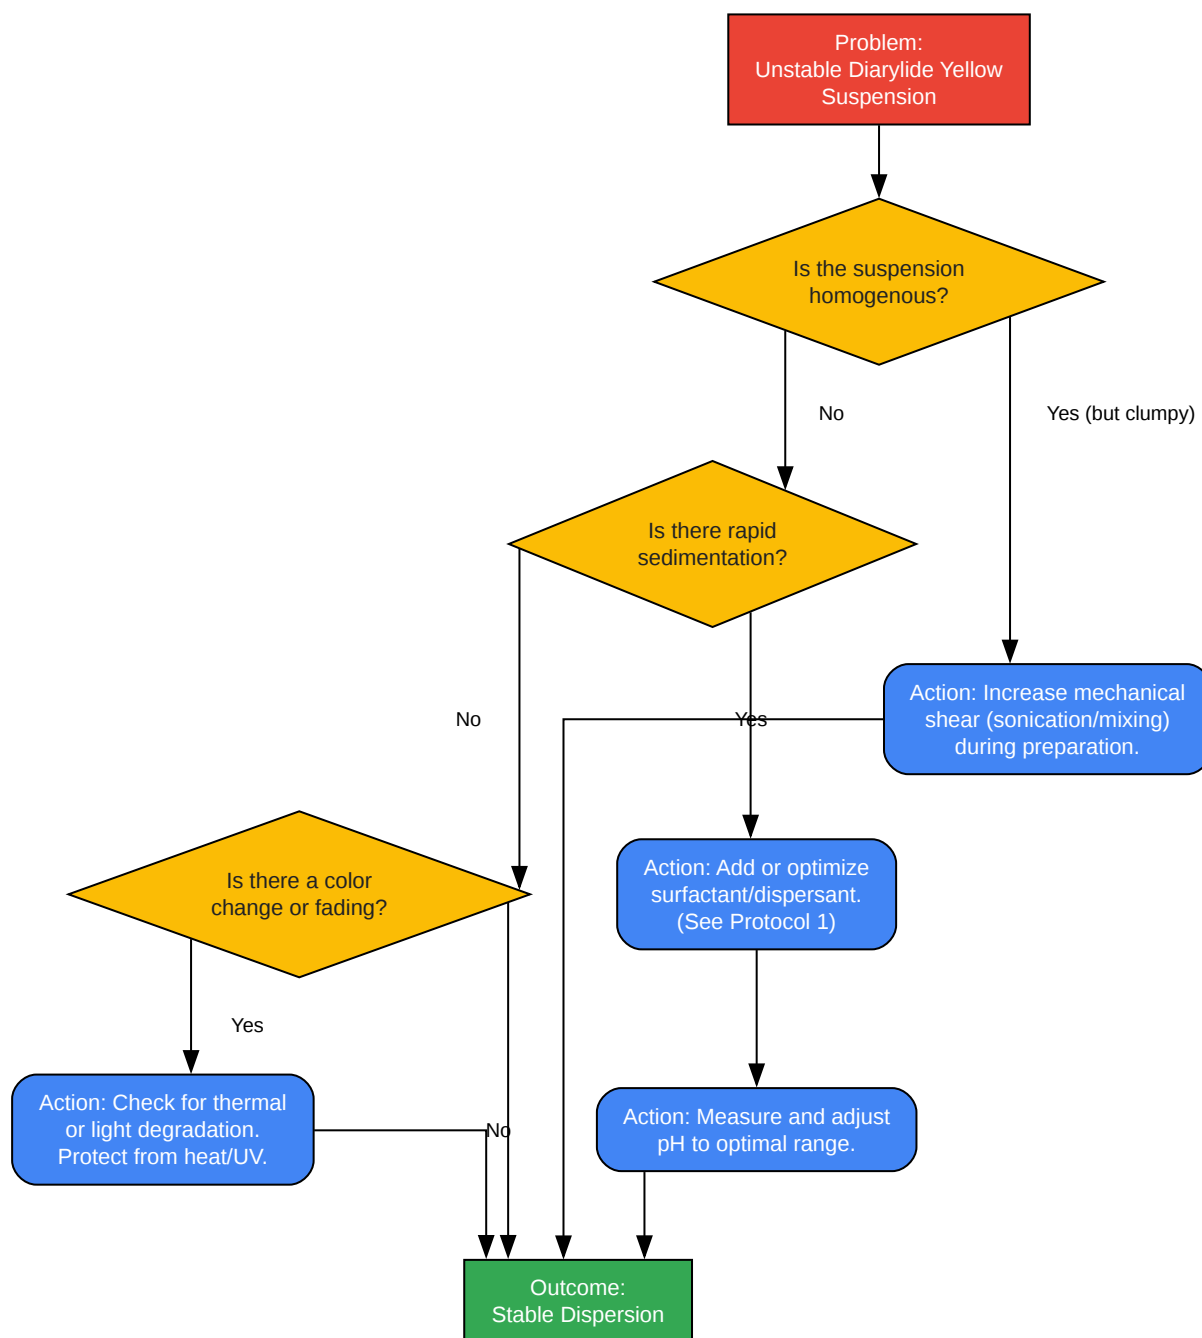 Problem:
Unstable Diarylide Yellow
Suspension
Is the suspension
homogenous?
No
Yes (but clumpy)
Is there rapid
sedimentation?
No
Yes
Action: Increase mechanical
shear (sonication/mixing)
during preparation.
Is there a color
change or fading?
Action: Add or optimize
surfactant/dispersant.
(See Protocol 1)
Yes
Action: Check for thermal
or light degradation.
Protect from heat/UV.
No
Action: Measure and adjust
pH to optimal range.
Outcome:
Stable Dispersion